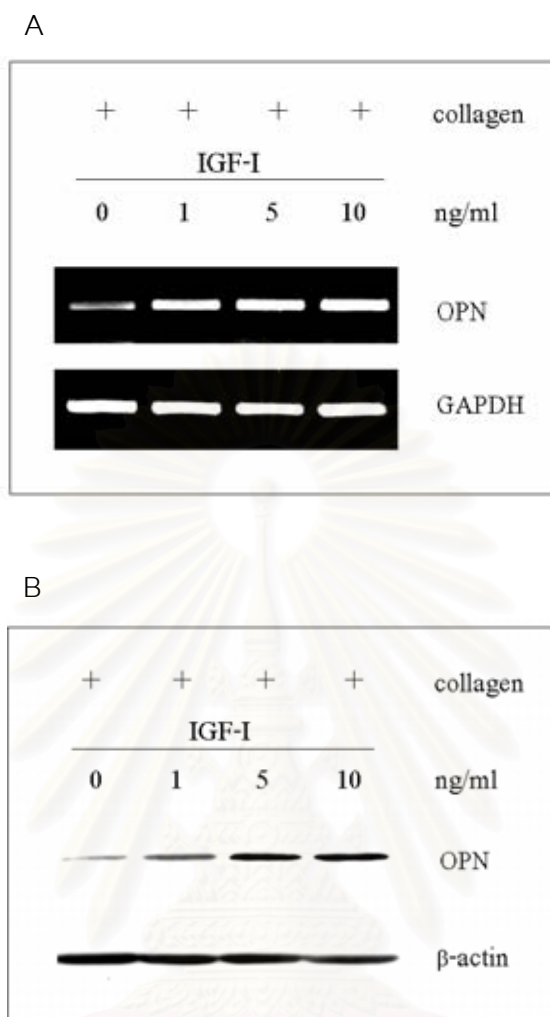 A
+ + + + collagen
IGF-I
0 1 5 10 ng/ml
OPN
GAPDH
B
+ + + + collagen
IGF-I
0 1 5 10 ng/ml
OPN
β-actin